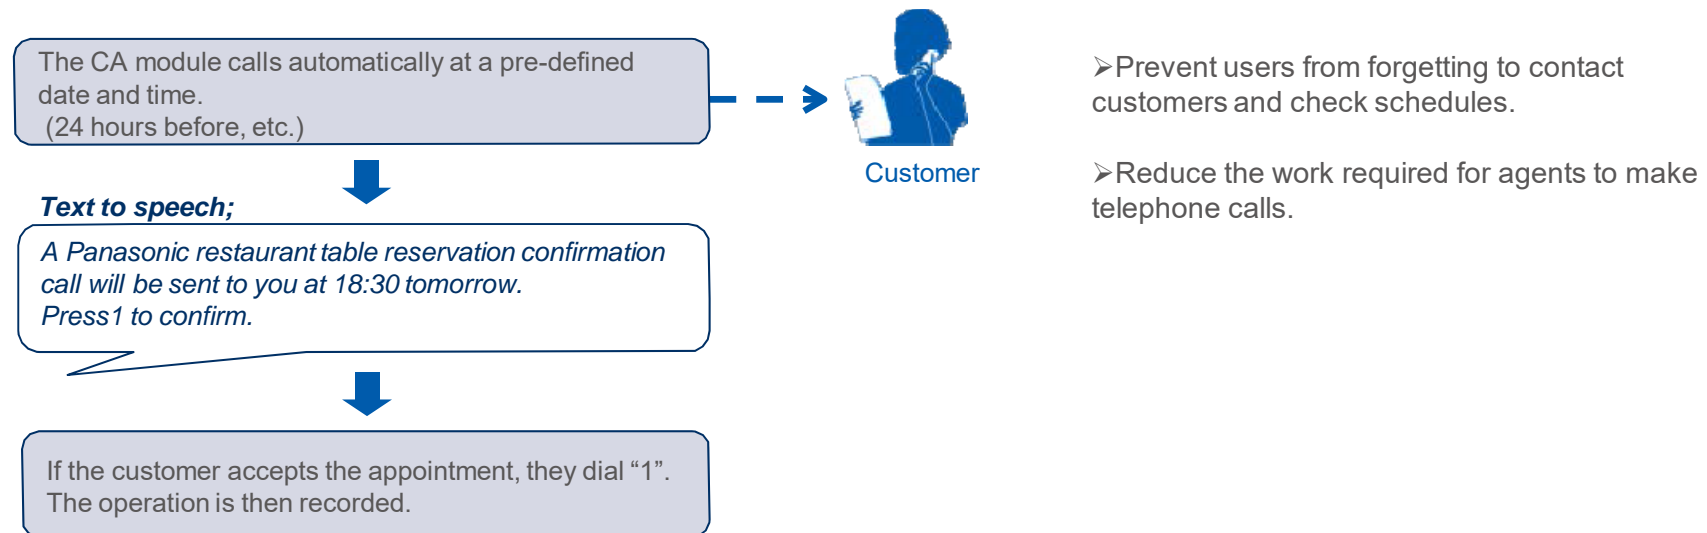 The CA module calls automatically at a pre-defined
date and time.
(24 hours before, etc.)
Customer
Text to speech;
A Panasonic restaurant table reservation confirmation
call will be sent to you at 18:30 tomorrow.
Press1 to confirm.
If the customer accepts the appointment, they dial “1”.
The operation is then recorded.
➢Prevent users from forgetting to contact
customers and check schedules.
➢Reduce the work required for agents to make
telephone calls.